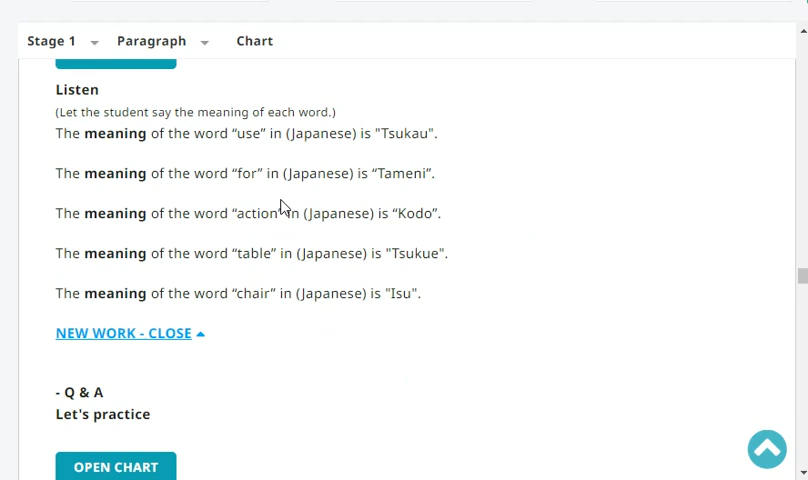 Stage 1 Paragraph Chart
Listen
(Let the student say the meaning of each word.)
The meaning of the word “use” in (Japanese) is "Tsukau".
The meaning of the word “for” in (Japanese) is “Tameni”.
The meaning of the word “action” in (Japanese) is “Kodo”.
The meaning of the word “table” in (Japanese) is "Tsukue".
The meaning of the word “chair” in (Japanese) is "Isu".
NEW WORK - CLOSE
- Q & A
Let's practice
OPEN CHART